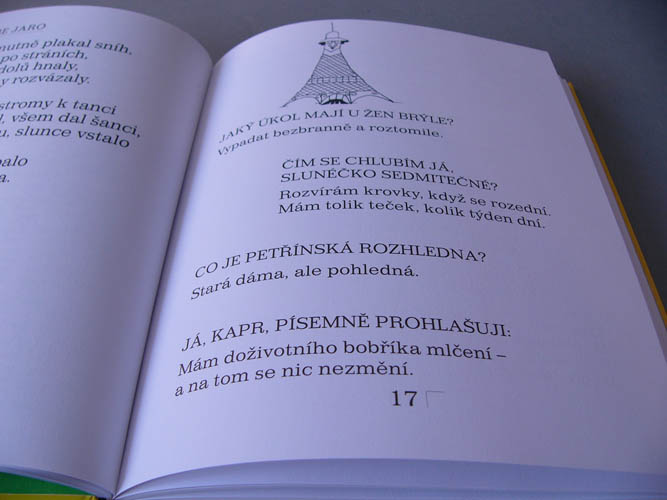 JARO
plakal sníh,
po stráních,
dolů hnaly,
rozvázaly.
stromy k tanci
všem dal šanci,
slunce vstalo
JAKÝ ÚKOL MAJÍ U ŽEN BRÝLE?
Vypadat bezbranně a roztomile.
ČÍM SE CHLUBÍM JÁ,
SLUNÉČKO SEDMITEČNÉ?
Rozvírám krovky, když se rozední.
Mám tolik teček, kolik týden dní.
CO JE PETŘÍNSKÁ ROZHLEDNA?
Stará dáma, ale pohledná.
JÁ, KAPR, PÍSEMNĚ PROHLAŠUJI:
Mám doživotního bobříka mlčení –
a na tom se nic nezmění.
17